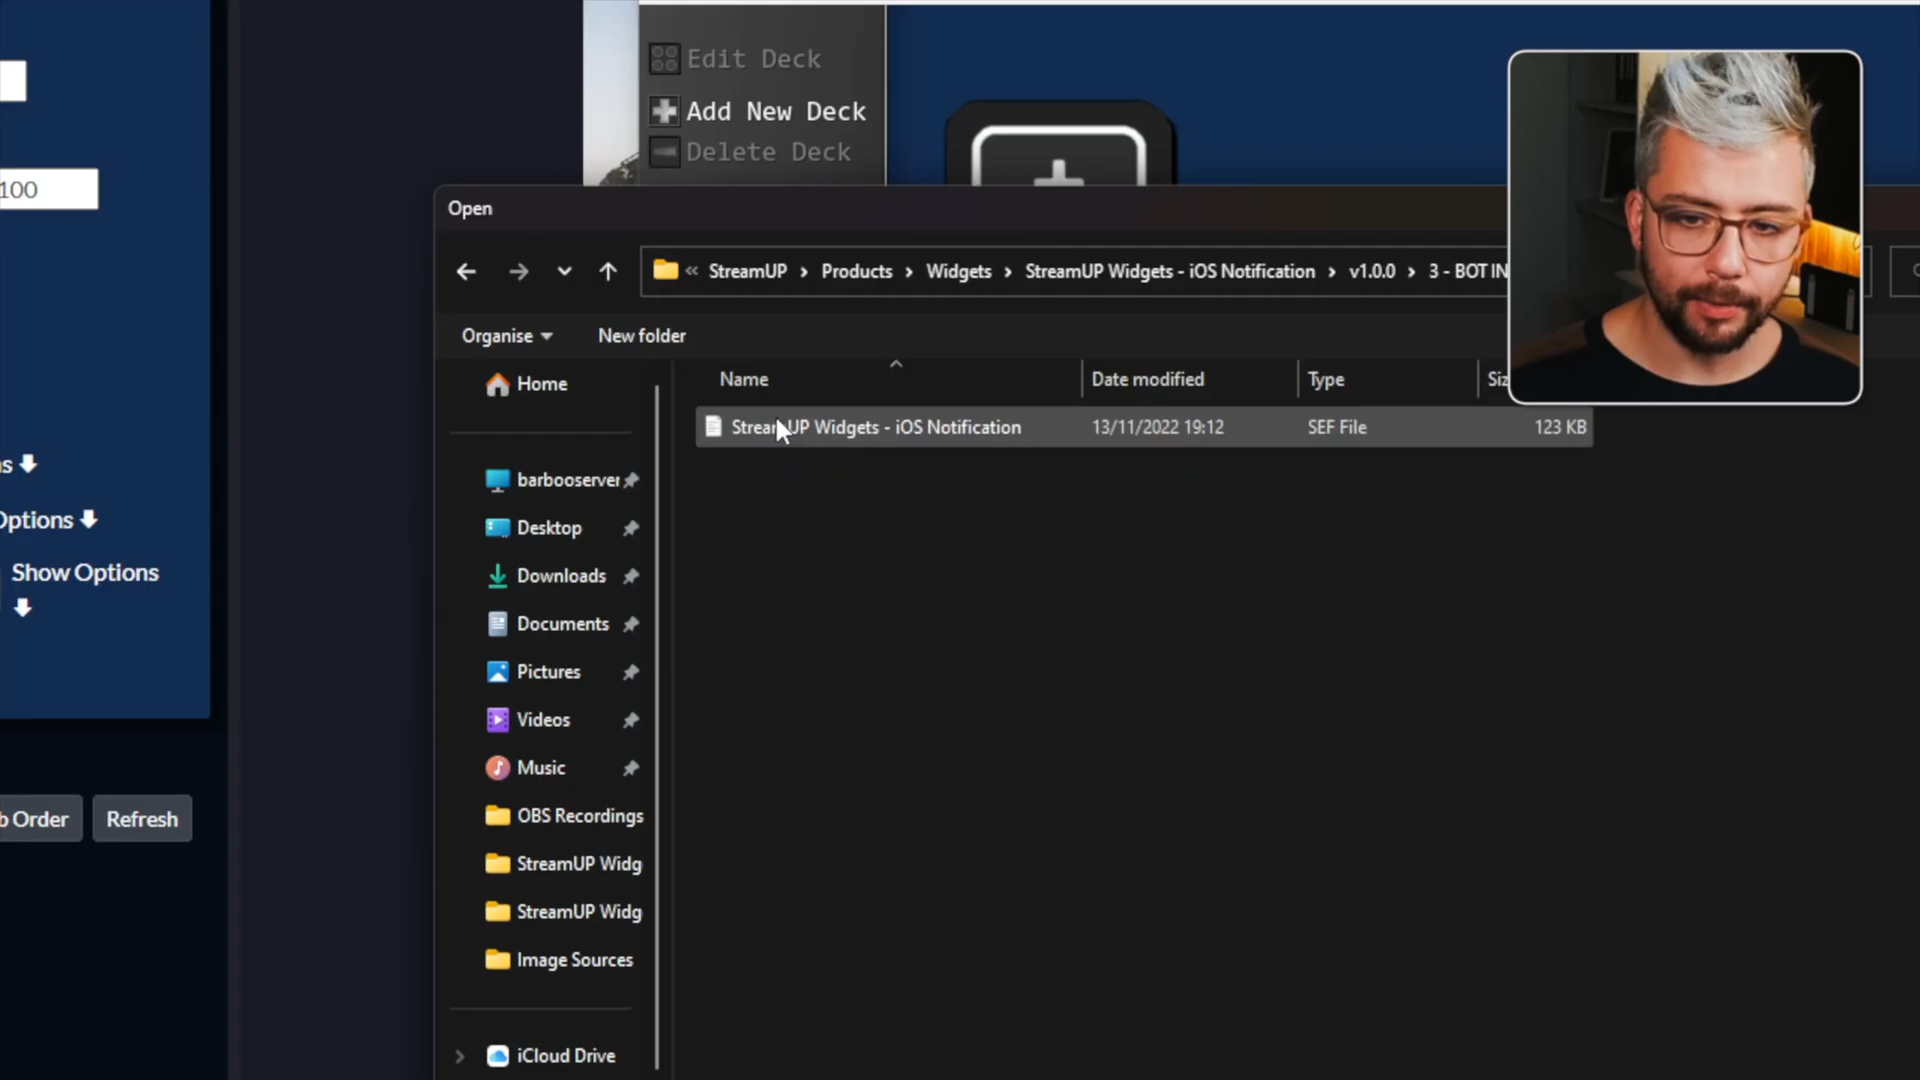 Edit Deck
Add New Deck
Delete Deck
100
Open
« StreamUP > Products > Widgets > StreamUP Widgets - iOS Notification > v1.0.0 > 3 - BOT IN
Organise
New folder
Name
Date modified
Type
Siz
StreamUP Widgets - iOS Notification
13/11/2022 19:12
SEF File
123 KB
Home
barbooserver
Desktop
Downloads
Documents
Pictures
Videos
Music
OBS Recordings
StreamUP Widg
StreamUP Widg
Image Sources
iCloud Drive
s
Options
Show Options
b Order
Refresh